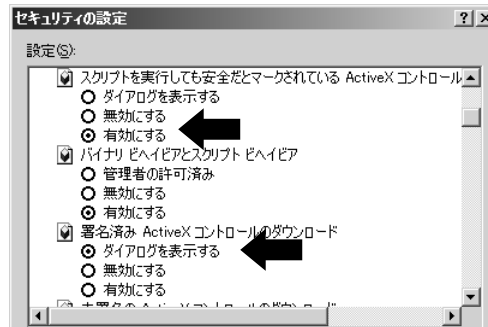 セキュリティの設定
設定(S):
スクリプトを実行しても安全だとマークされている ActiveX コントロール
ダイアログを表示する
無効にする
有効にする
バイナリ ビヘイビアとスクリプト ビヘイビア
管理者の許可済み
無効にする
有効にする
署名済み ActiveX コントロールのダウンロード
ダイアログを表示する
無効にする
有効にする